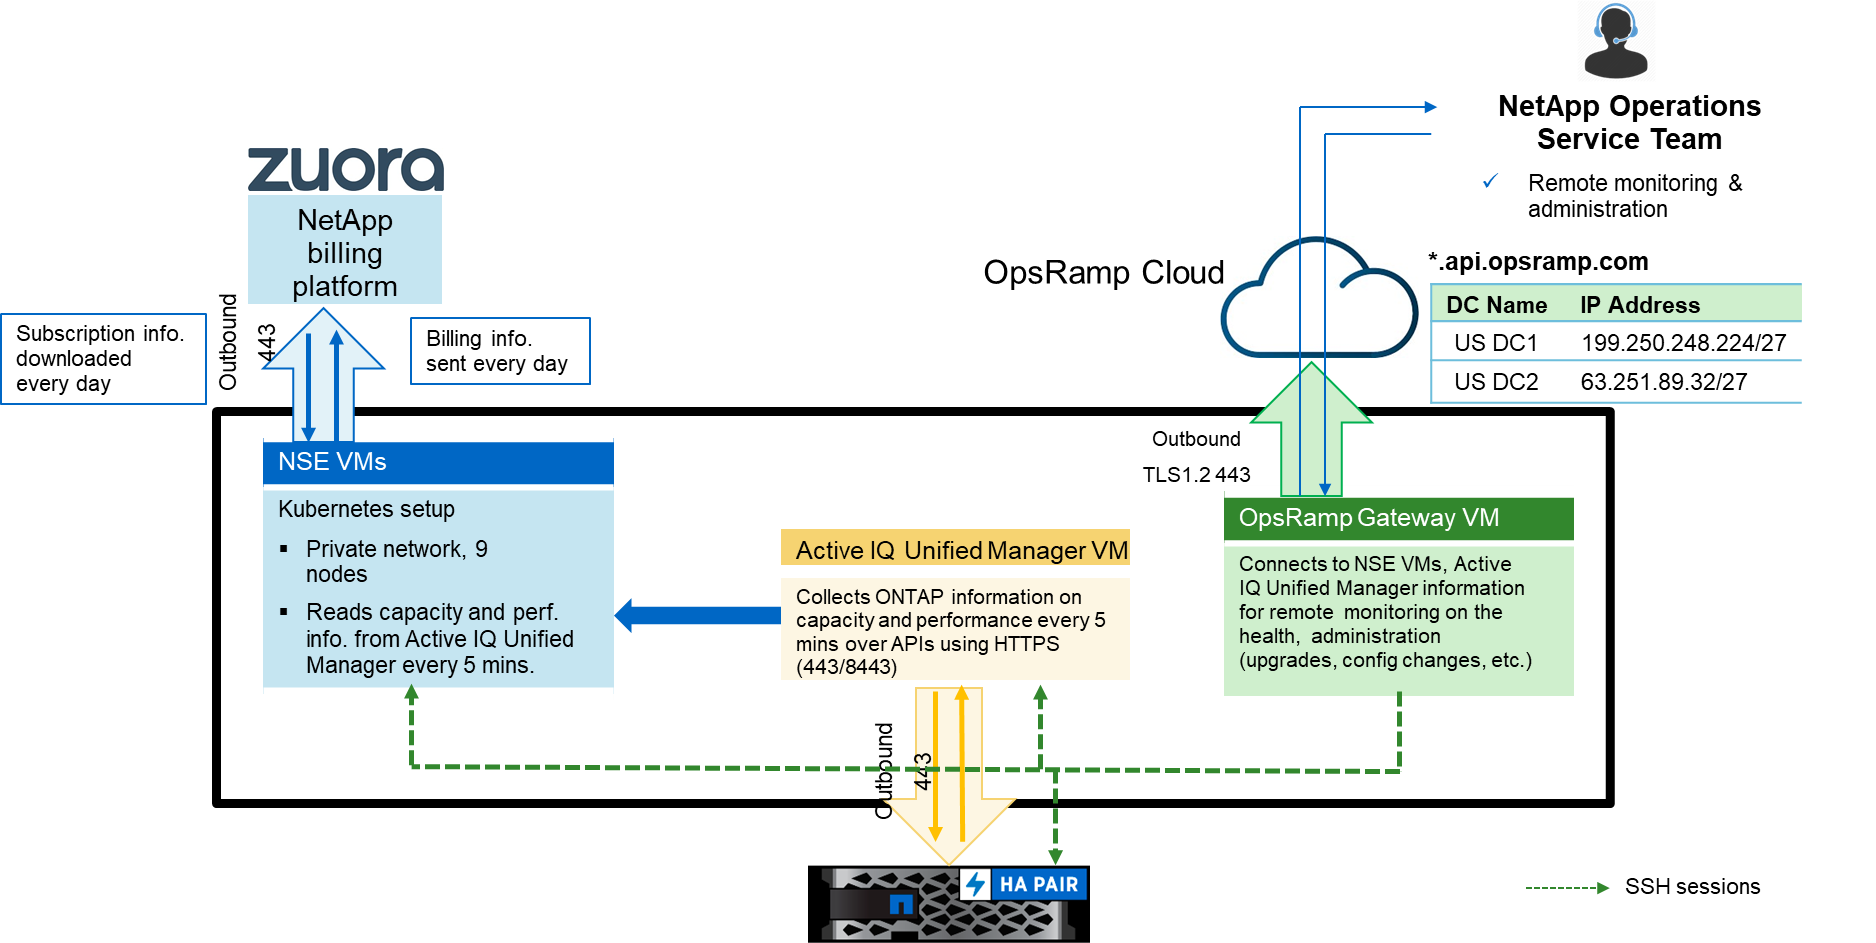 NetApp Operations
Service Team
✓ Remote monitoring &
administration
zuora
NetApp
billing
platform
OpsRamp Cloud
*.api.opsramp.com
DC Name IP Address
US DC1 199.250.248.224/27
US DC2 63.251.89.32/27
Subscription info.
downloaded
every day
Outbound
443
Billing info.
sent every day
Outbound
TLS1.2 443
NSE VMs
Kubernetes setup
▪ Private network, 9
nodes
▪ Reads capacity and perf.
info. from Active IQ Unified
Manager every 5 mins.
Active IQ Unified Manager VM
Collects ONTAP information on
capacity and performance every 5
mins over APIs using HTTPS
(443/8443)
OpsRamp Gateway VM
Connects to NSE VMs, Active
IQ Unified Manager information
for remote monitoring on the
health, administration
(upgrades, config changes, etc.)
Outbound
443
HA PAIR
SSH sessions